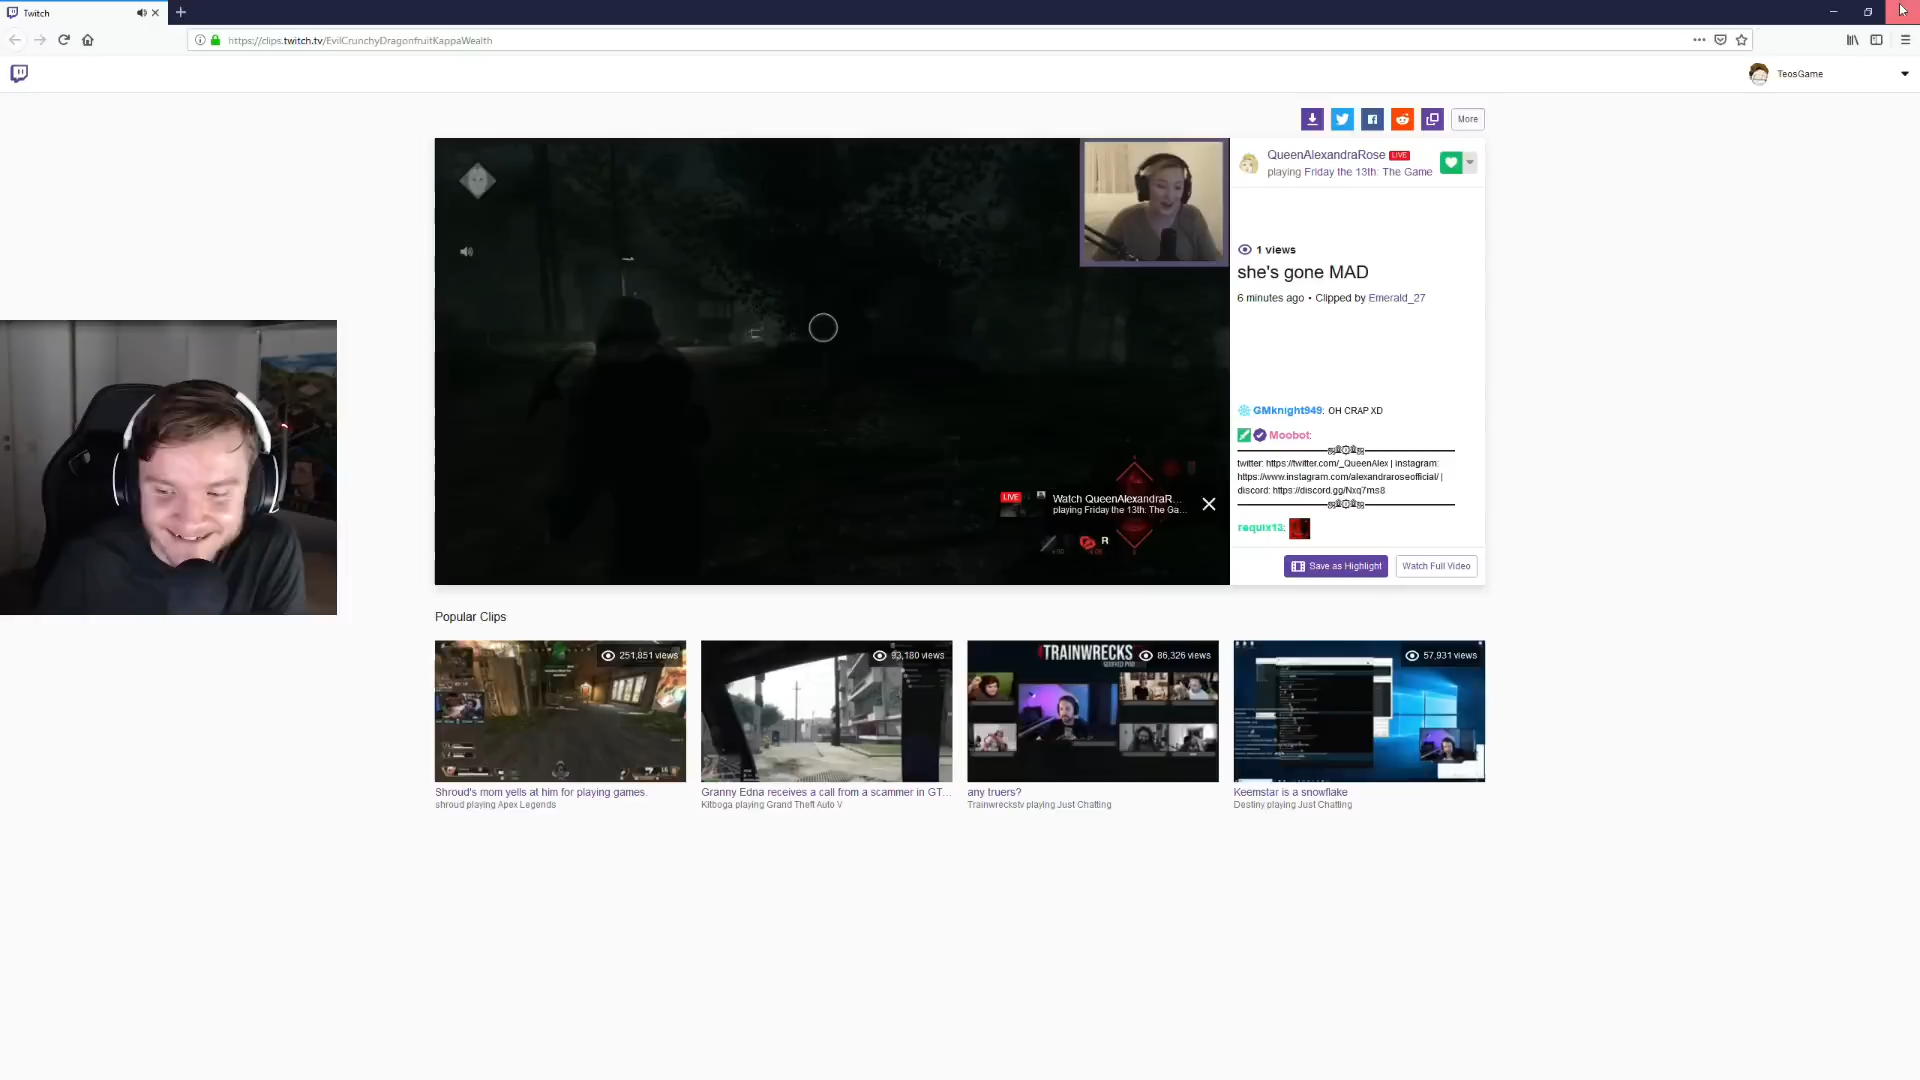 Twitch
https://clips.twitch.tv/EvilCrunchyDragonfruitKappaWealth
TeosGame
More
QueenAlexandraRose LIVE
playing Friday the 13th: The Game
1 views
she's gone MAD
6 minutes ago • Clipped by Emerald_27
GMknight949: OH CRAP XD
Moobot:
twitter: https://twitter.com/_QueenAlex | instagram:
https://www.instagram.com/alexandraroseofficial/ |
discord: https://discord.gg/Nxq7ms8
requix13:
LIVE
Watch QueenAlexandraR...
playing Friday the 13th: The Ga...
R
Save as Highlight
Watch Full Video
Popular Clips
251,851 views
93,180 views
TRAINWRECKS
86,326 views
57,931 views
Shroud's mom yells at him for playing games.
shroud playing Apex Legends
Granny Edna receives a call from a scammer in GT...
Kitboga playing Grand Theft Auto V
any truers?
Trainwreckstv playing Just Chatting
Keemstar is a snowflake
Destiny playing Just Chatting